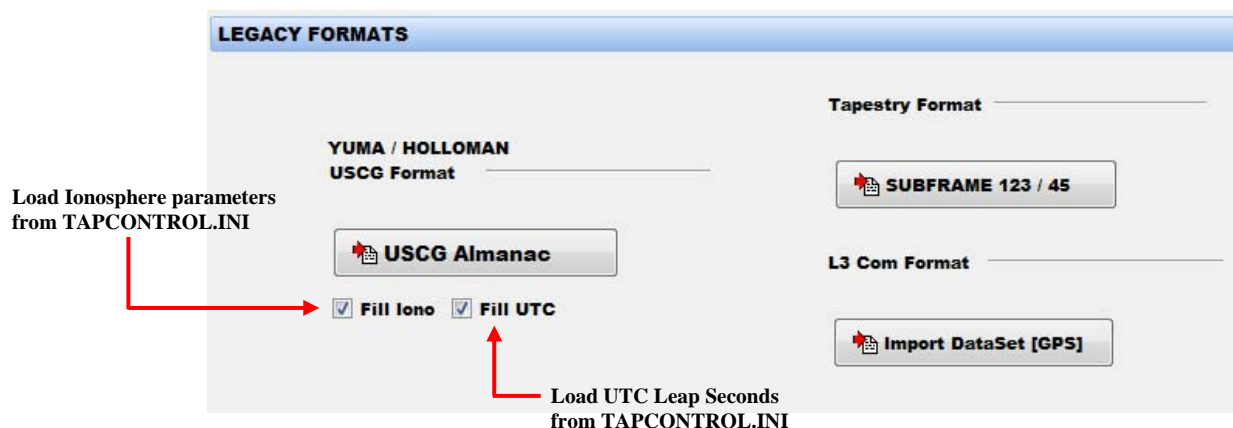 LEGACY FORMATS
Tapestry Format
YUMA / HOLLOMAN
USCG Format
SUBFRAME 123 / 45
Load Ionosphere parameters
from TAPCONTROL.INI
USCG Almanac
L3 Com Format
Fill Iono
Fill UTC
Import DataSet [GPS]
Load UTC Leap Seconds
from TAPCONTROL.INI